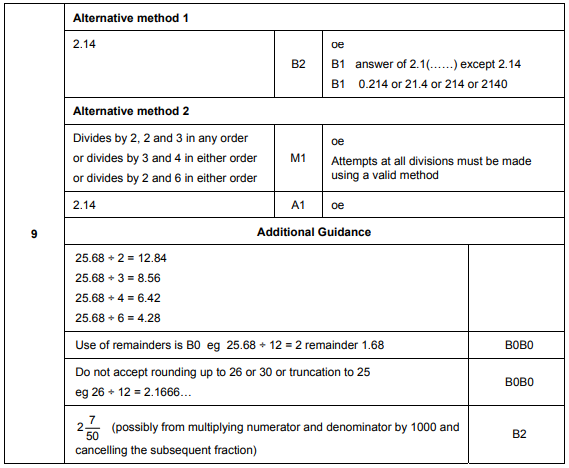 Alternative method 1
2.14
B2
oe
B1 answer of 2.1(……) except 2.14
B1 0.214 or 21.4 or 214 or 2140
Alternative method 2
Divides by 2, 2 and 3 in any order
or divides by 3 and 4 in either order
or divides by 2 and 6 in either order
M1
oe
Attempts at all divisions must be made
using a valid method
2.14
A1
oe
9
Additional Guidance
25.68 ÷ 2 = 12.84
25.68 ÷ 3 = 8.56
25.68 ÷ 4 = 6.42
25.68 ÷ 6 = 4.28
Use of remainders is B0 eg 25.68 ÷ 12 = 2 remainder 1.68
B0B0
Do not accept rounding up to 26 or 30 or truncation to 25
eg 26 ÷ 12 = 2.1666…
B0B0
2 7/50 (possibly from multiplying numerator and denominator by 1000 and
cancelling the subsequent fraction)
B2